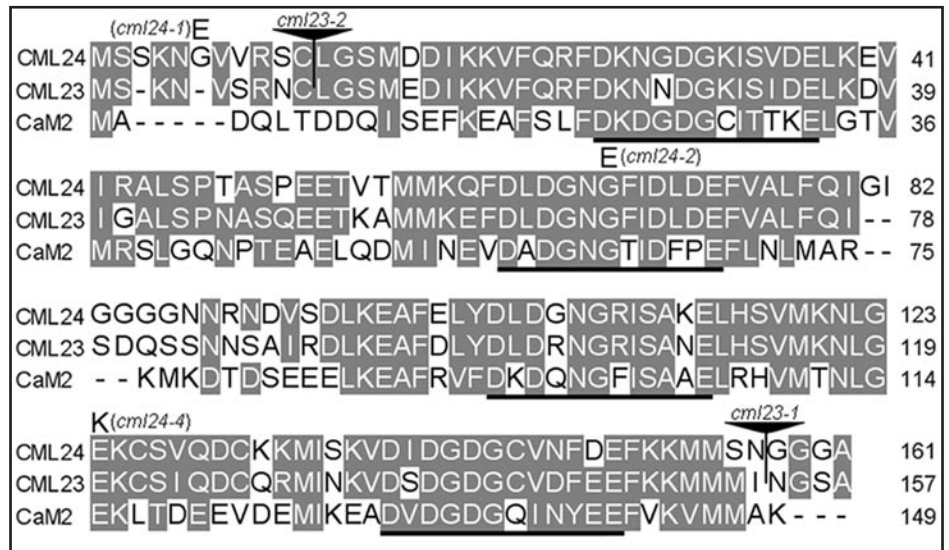 (cml24-1) E cml23-2
CML24 MSSKNGVVRSCLGSMDDIKKVFQRFDKNGDGKISVDELKEV 41
CML23 MS-KN-VSRNCLGSMEDIKKVFQRFDKNNDGKISIDELKDV 39
CaM2 MA-----DQLTDDQISEFKEAFSLFDKDGDGCITTKELGTV 36
E (cml24-2)
CML24 IRALSPTASPEETVTMMKQFDLDGNGFIDLDEFVALFQIGI 82
CML23 IGALSPNASQEETKAMMKEFDLDGNGFIDLDEFVALFQI-- 78
CaM2 MRSLGQNPTEAELQDMINEVDADGNGTIDFPEFLNLMAR-- 75
CML24 GGGGNNRNDVSDLKEAFELYDLDGNGRISAKELHSVMKNLG 123
CML23 SDQSSNNSAIRDLKEAFDLYDLDRNGRISANELHSVMKNLG 119
CaM2 --KMKDTDSEEELKEAFRVFDKDQNGFISAAELRHVMTNLG 114
K (cml24-4) cml23-1
CML24 EKCSVQDCKKMISKVDIDGDGCVNFDEFKKMMSNGGGA 161
CML23 EKCSIQDCQRMINKVDSDGDGCVDFEEFKKMMMINGSA 157
CaM2 EKLTDEEVDEMIKEADVDGDGQINYEEFVKVMMAK--- 149